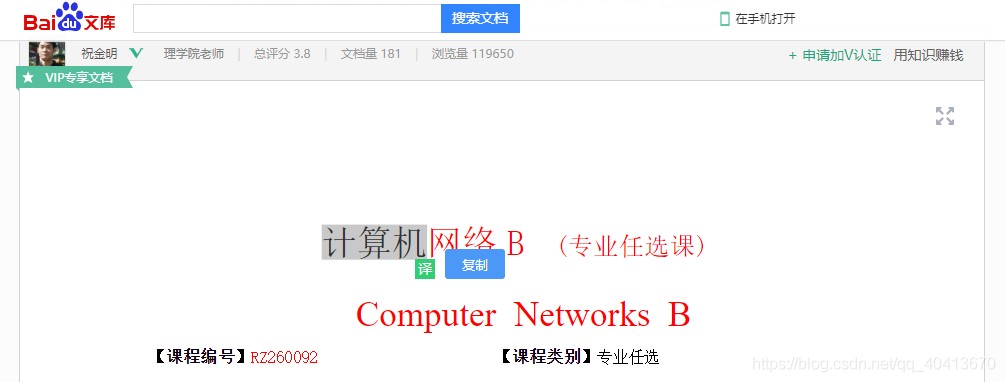 Bai du 文库 搜索文档 在手机打开
祝金明 理学院老师 | 总评分 3.8 | 文档量 181 | 浏览量 119650 + 申请加V认证 用知识赚钱
VIP专享文档
计算机网络 B (专业任选课)
译 复制
Computer Networks B
【课程编号】RZ260092 【课程类别】专业任选
https://blog.csdn.net/qq_40413670